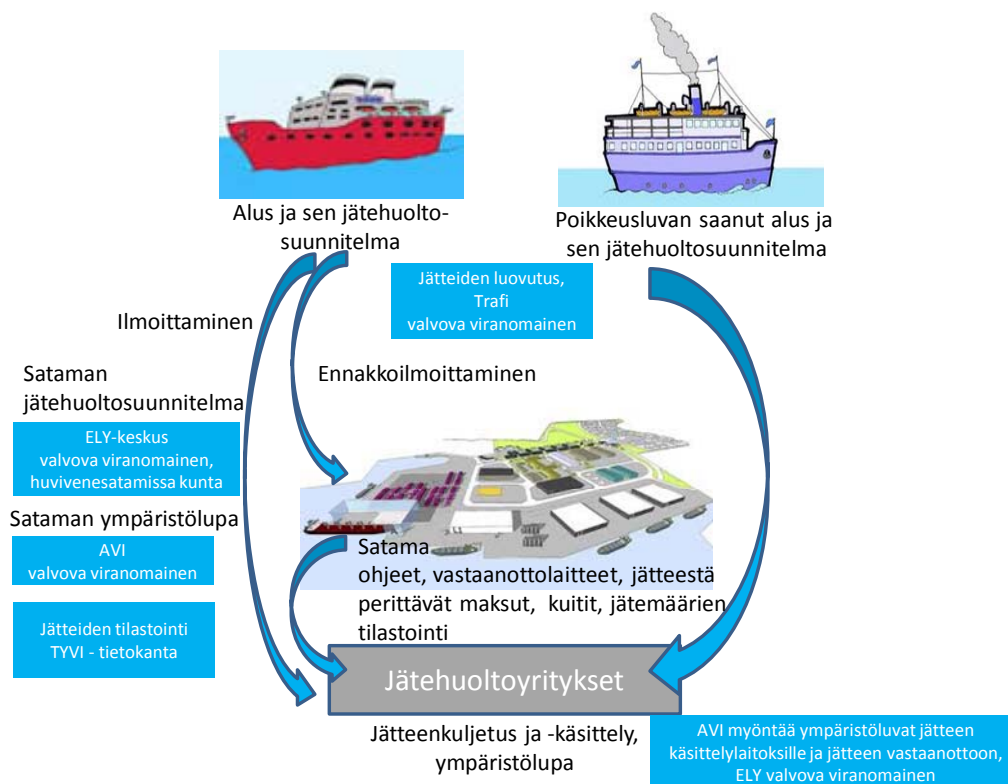 Alus ja sen jätehuolto-
suunnitelma
Poikkeusluvan saanut alus ja
sen jätehuoltosuunnitelma
Jätteiden luovutus,
Trafi
valvova viranomainen
Ilmoittaminen
Ennakkoilmoittaminen
Sataman
jätehuoltosuunnitelma
ELY-keskus
valvova viranomainen,
huvivenesatamissa kunta
Sataman ympäristölupa
AVI
valvova viranomainen
Jätteiden tilastointi
TYVI - tietokanta
Satama
ohjeet, vastaanottolaitteet, jätteestä
perittävät maksut, kuitit, jätemäärien
tilastointi
Jätehuoltoyritykset
Jätteenkuljetus ja -käsittely,
ympäristölupa
AVI myöntää ympäristöluvat jätteen
käsittelylaitoksille ja jätteen vastaanottoon,
ELY valvova viranomainen